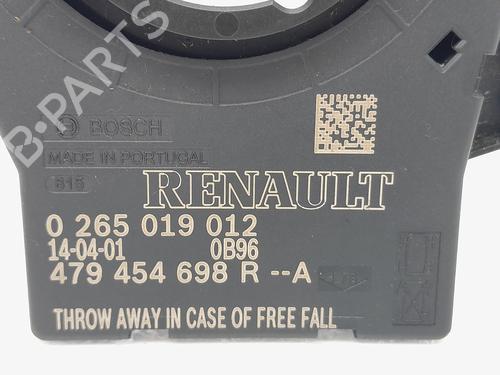 BOSCH
MADE IN PORTUGAL
815
RENAULT
0 265 019 012
14-04-01 0B96
479 454 698 R --A
THROW AWAY IN CASE OF FREE FALL
B-PARTS